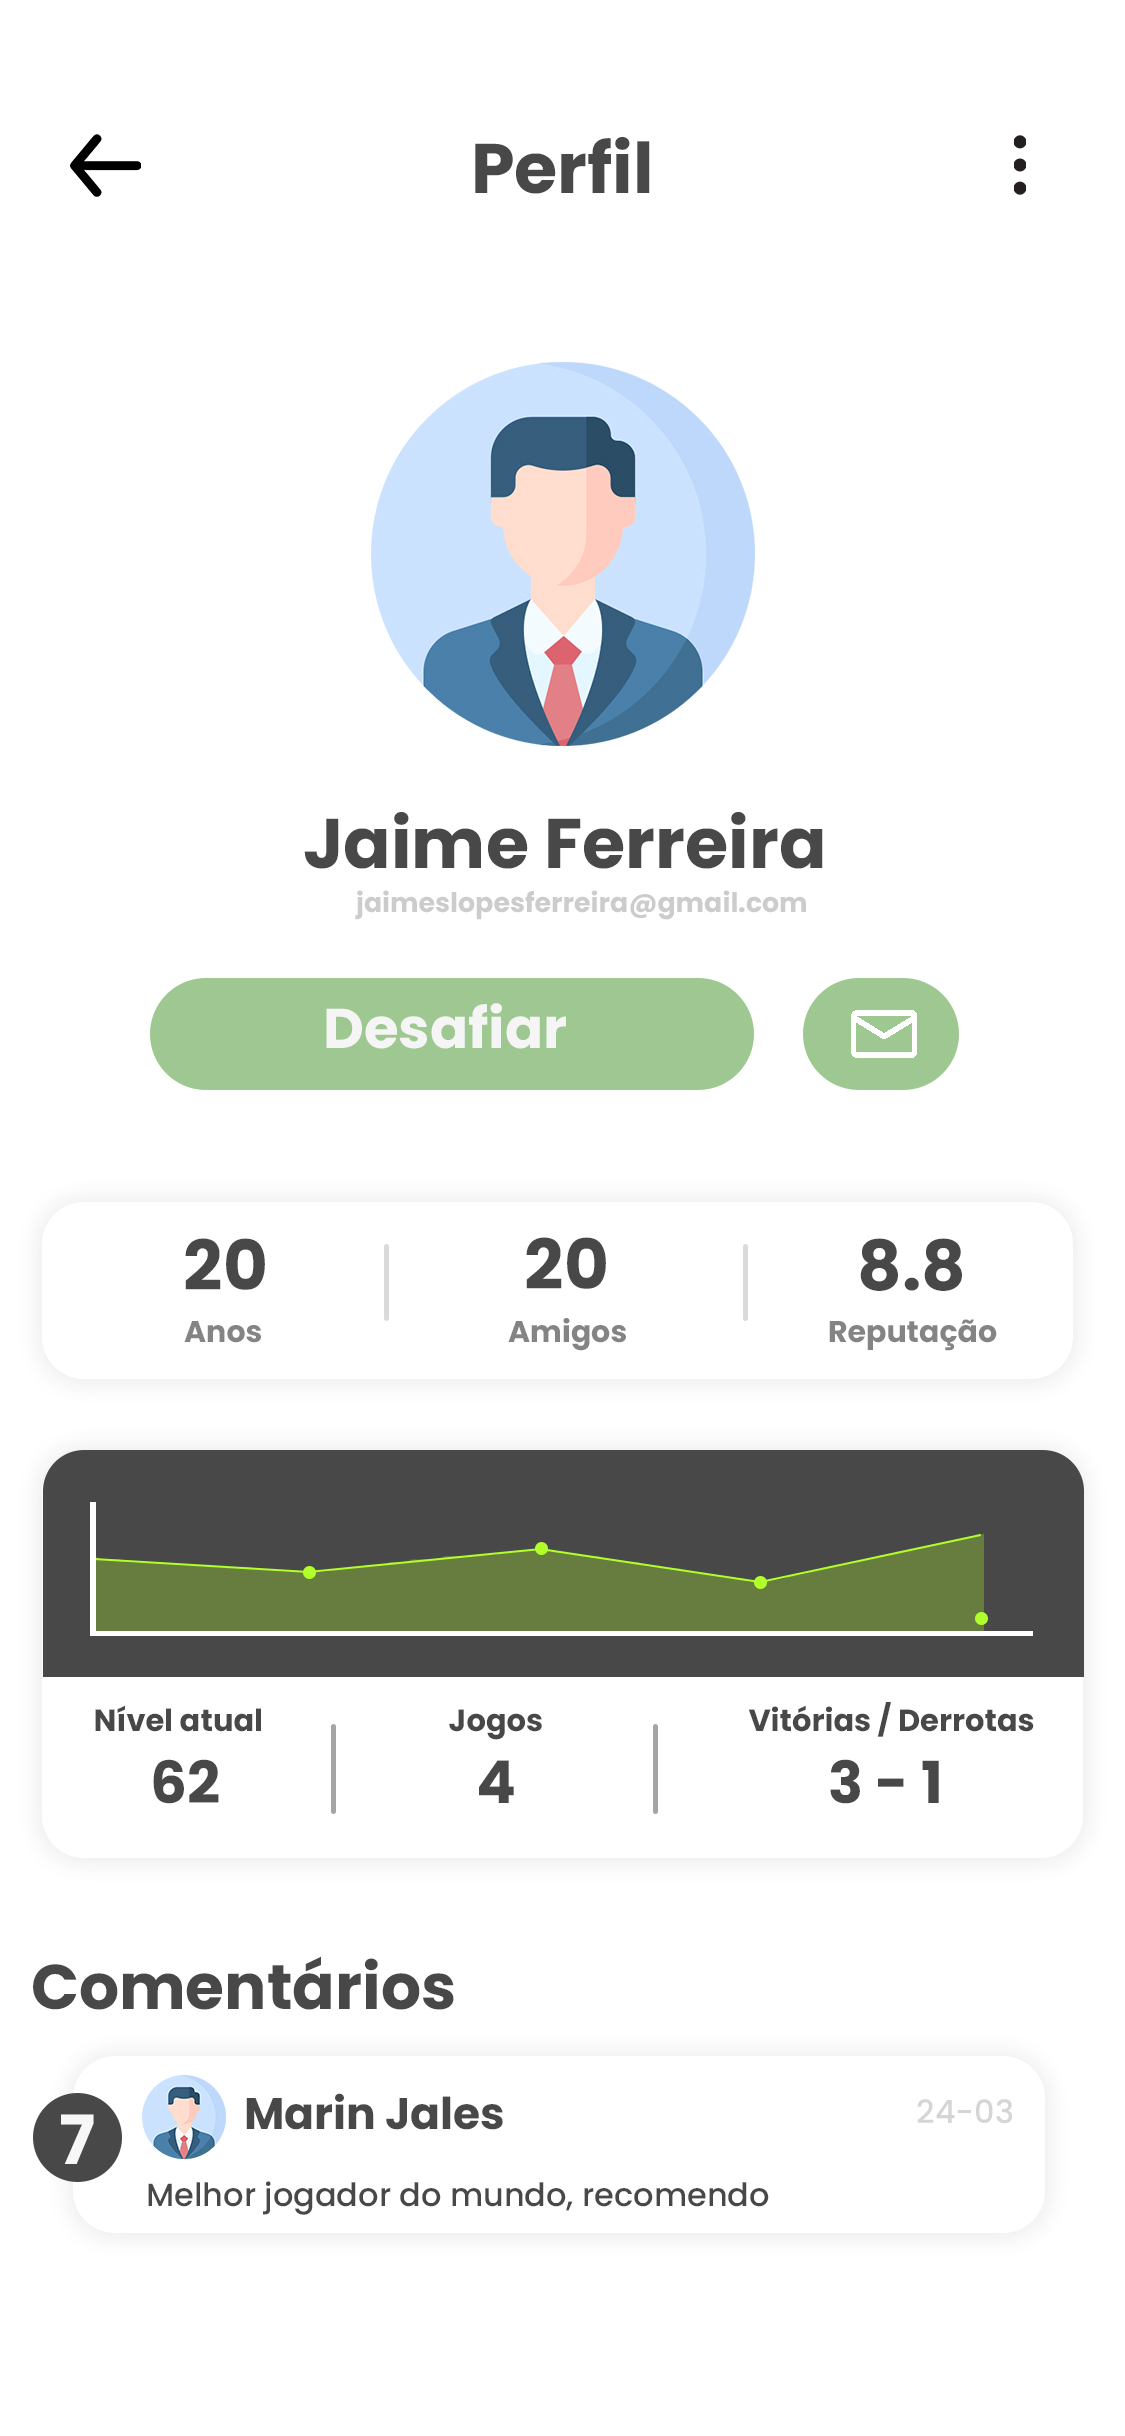 Perfil
Jaime Ferreira
jaimeslopesferreira@gmail.com
Desafiar
20 20 8.8
Anos Amigos Reputação
Nível atual Jogos Vitórias / Derrotas
62 4 3 - 1
Comentários
7 Marin Jales 24-03
Melhor jogador do mundo, recomendo